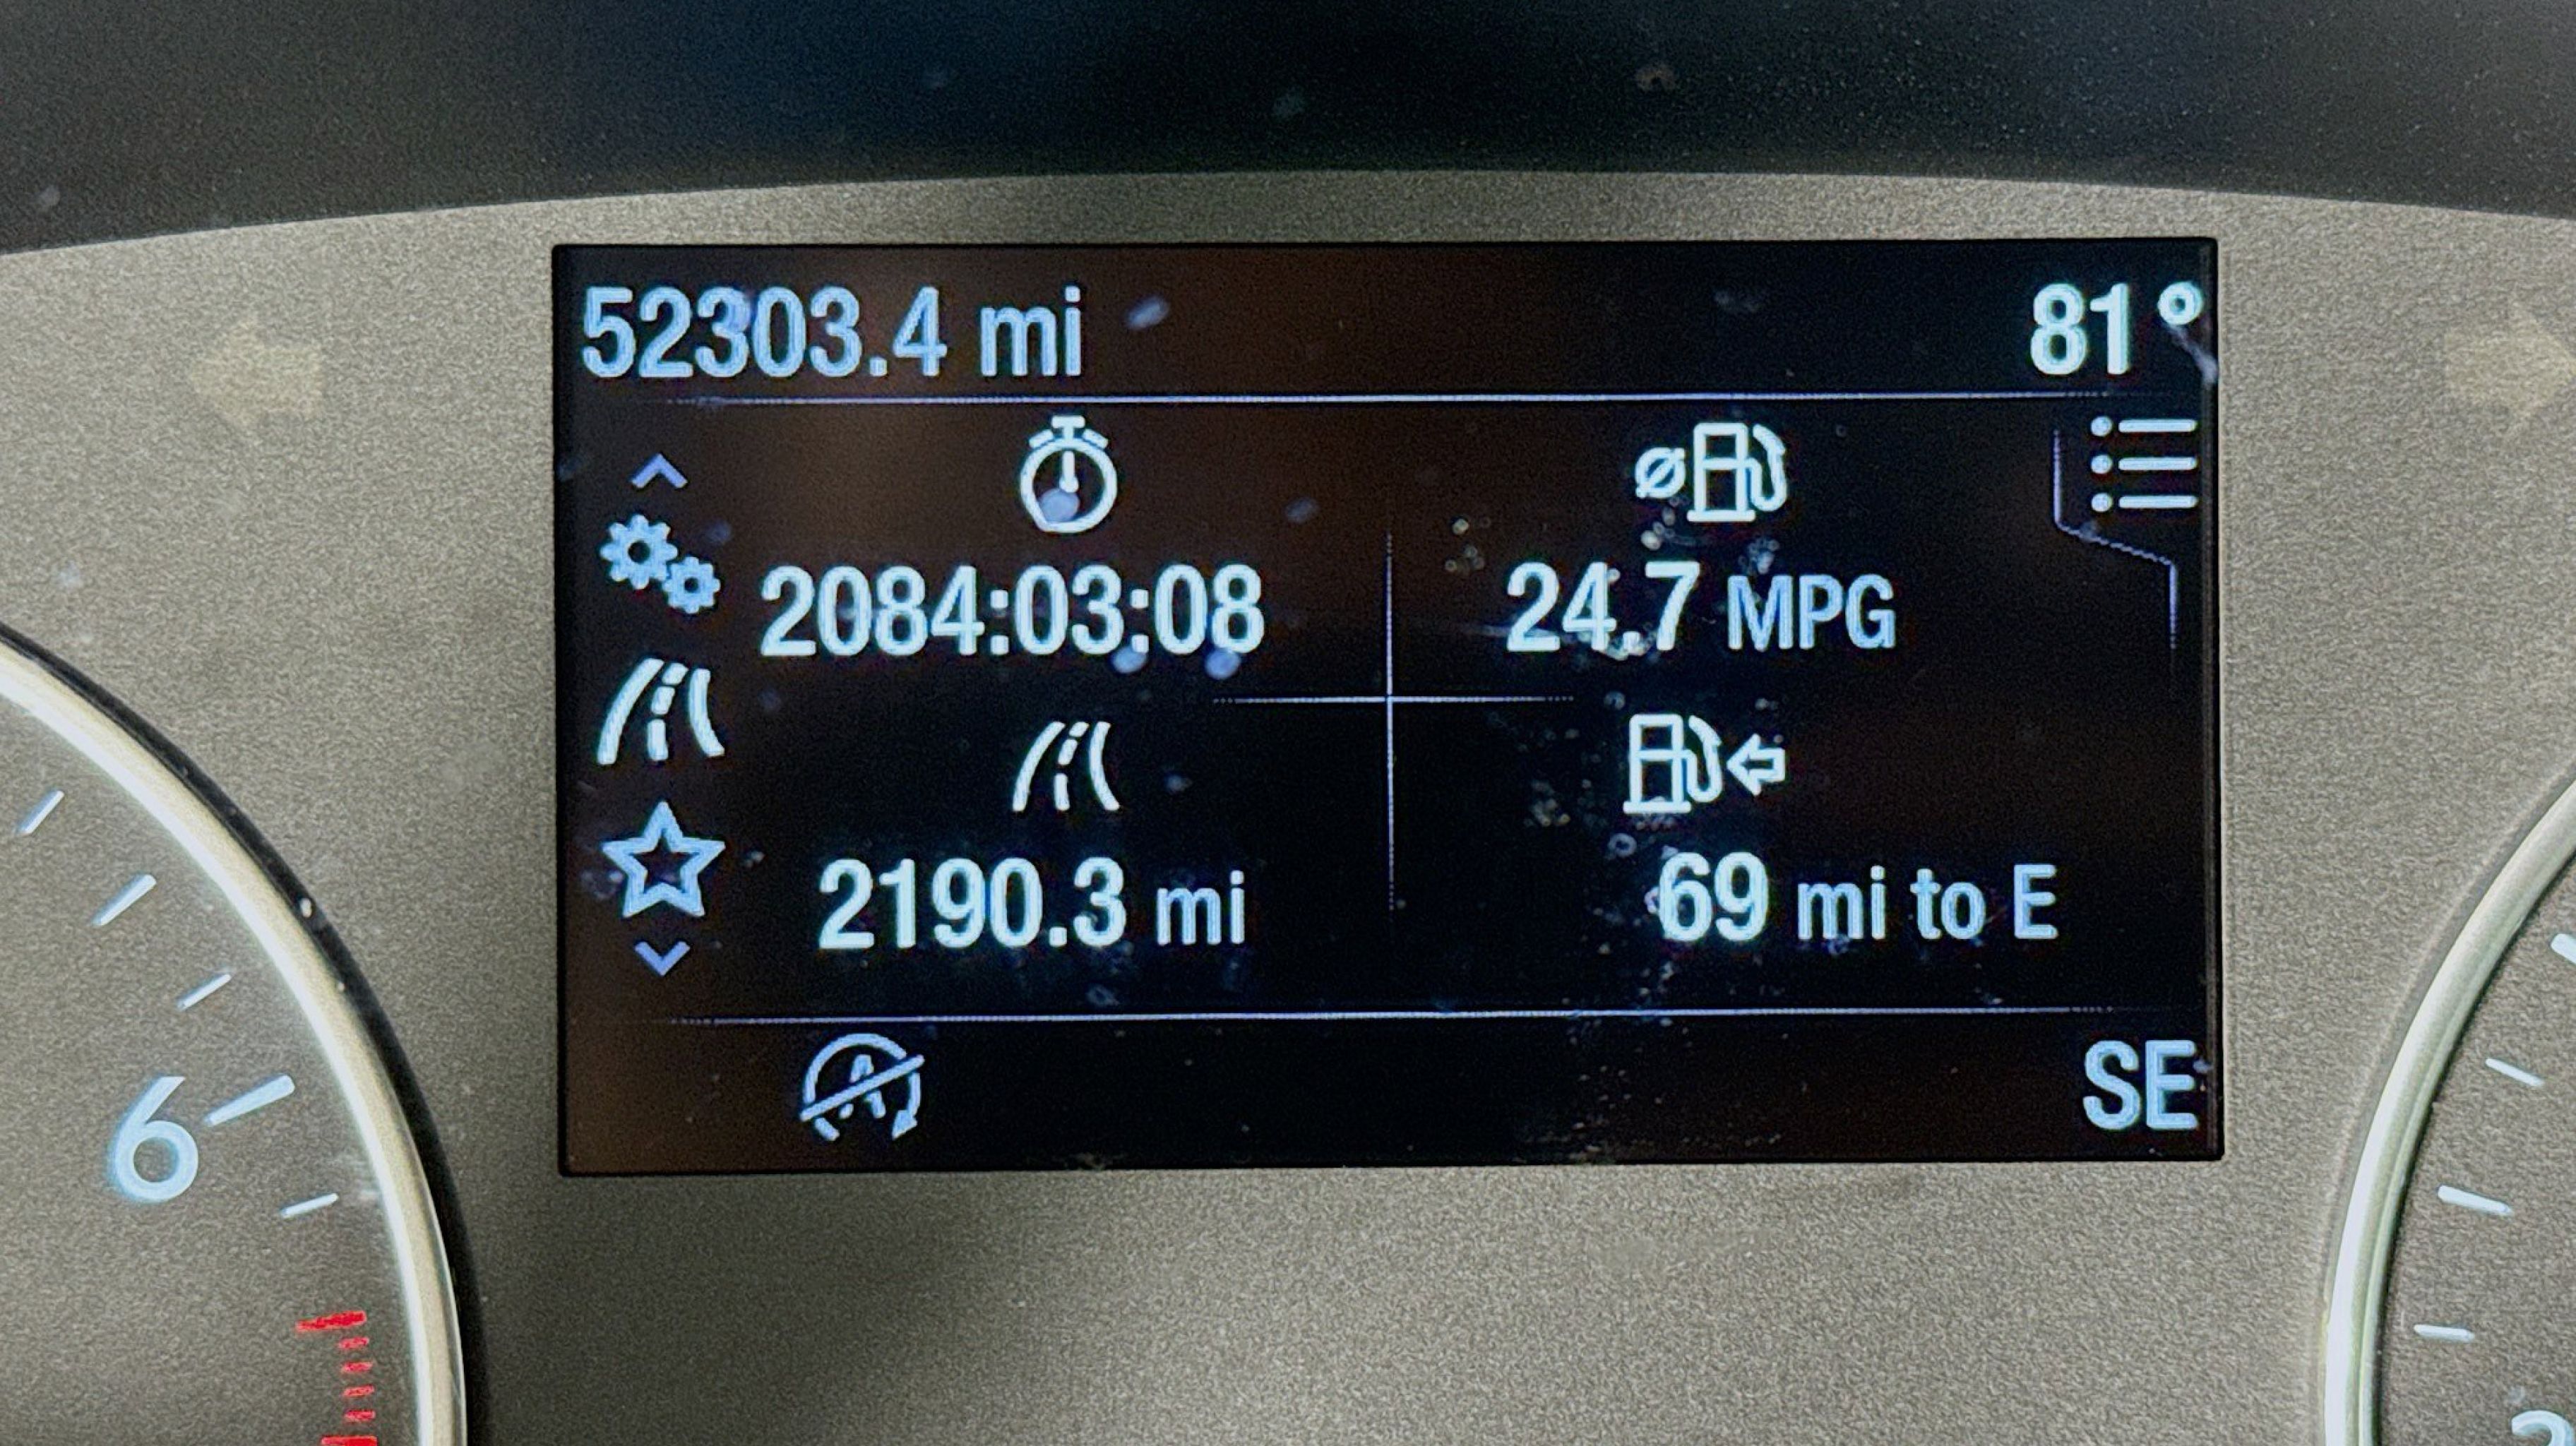 52303.4 mi 81°
2084:03:08 24.7 MPG
2190.3 mi 69 mi to E
SE
6